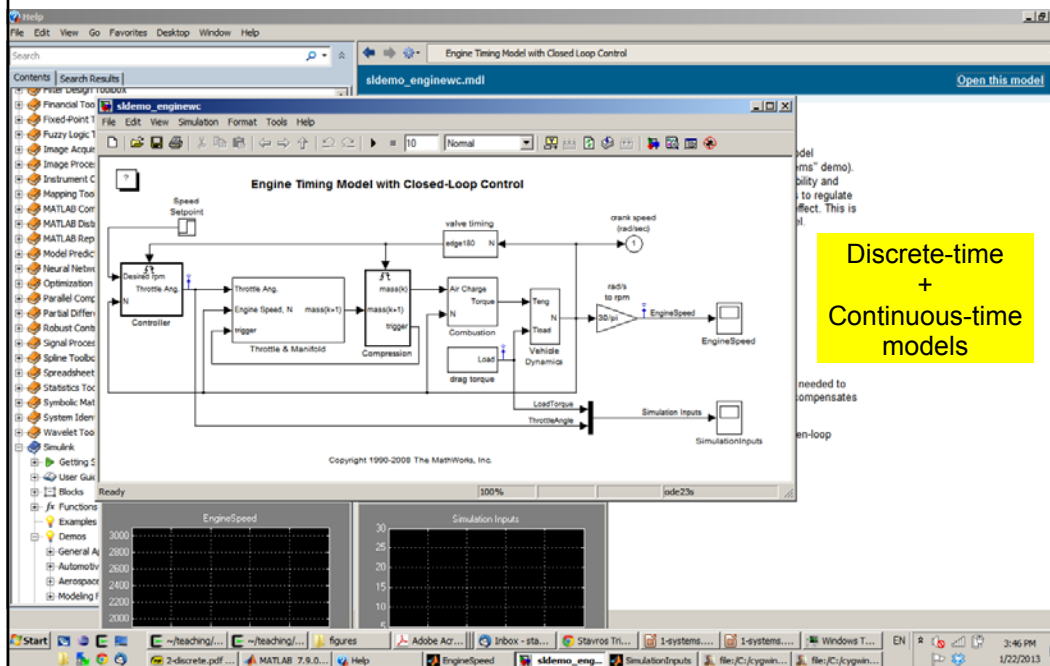 Help
File Edit View Go Favorites Desktop Window Help
Search
Engine Timing Model with Closed Loop Control
Contents Search Results
sldemo_enginewc.mdl
Open this model
Filter Design Toolbox
Financial Too
Fixed-Point T
Fuzzy Logic T
Image Acquis
Image Proces
Instrument C
Mapping Too
MATLAB Com
MATLAB Distr
MATLAB Rep
Model Predic
Neural Netwo
Optimization
Parallel Comp
Partial Differe
Robust Contr
Signal Proces
Spline Toolbo
Spreadsheet
Statistics Too
Symbolic Mat
System Iden
Wavelet Too
Simulink
Getting S
User Guid
Blocks
fx Functions
Examples
Demos
General Ap
Automotiv
Aerospace
Modeling F
sldemo_enginewc
File Edit View Simulation Format Tools Help
10
Normal
?
Engine Timing Model with Closed-Loop Control
Speed
Setpoint
valve timing
edge180 N
crank speed
(rad/sec)
1
Desired rpm
Throttle Ang.
N
Controller
Throttle Ang.
Engine Speed, N mass(k+1)
trigger
Throttle & Manifold
mass(k)
mass(k+1)
trigger
Compression
Air Charge
Torque
N
Combustion
Teng
N
Tload
Vehicle
Dynamics
rad/s
to rpm
30/pi
EngineSpeed
EngineSpeed
Load
drag torque
LoadTorque
ThrottleAngle
Simulation Inputs
SimulationInputs
Copyright 1990-2008 The MathWorks, Inc.
Ready
100%
ode23s
odel
ems" demo).
bility and
s to regulate
effect. This is
el.
needed to
compensates
en-loop
Discrete-time
+
Continuous-time
models
EngineSpeed
3000
2800
2600
2400
2200
2000
Simulation Inputs
30
25
20
15
10
5
Start
~/teaching/...
~/teaching/...
figures
Adobe Acr...
Inbox - sta...
Stavros Tri...
1-systems....
1-systems....
Windows T...
EN
3:46 PM
2-discrete.pdf ...
MATLAB 7.9.0...
Help
EngineSpeed
sldemo_eng...
SimulationInputs
file:/C:/cygwin...
file:/C:/cygwin...
1/22/2013